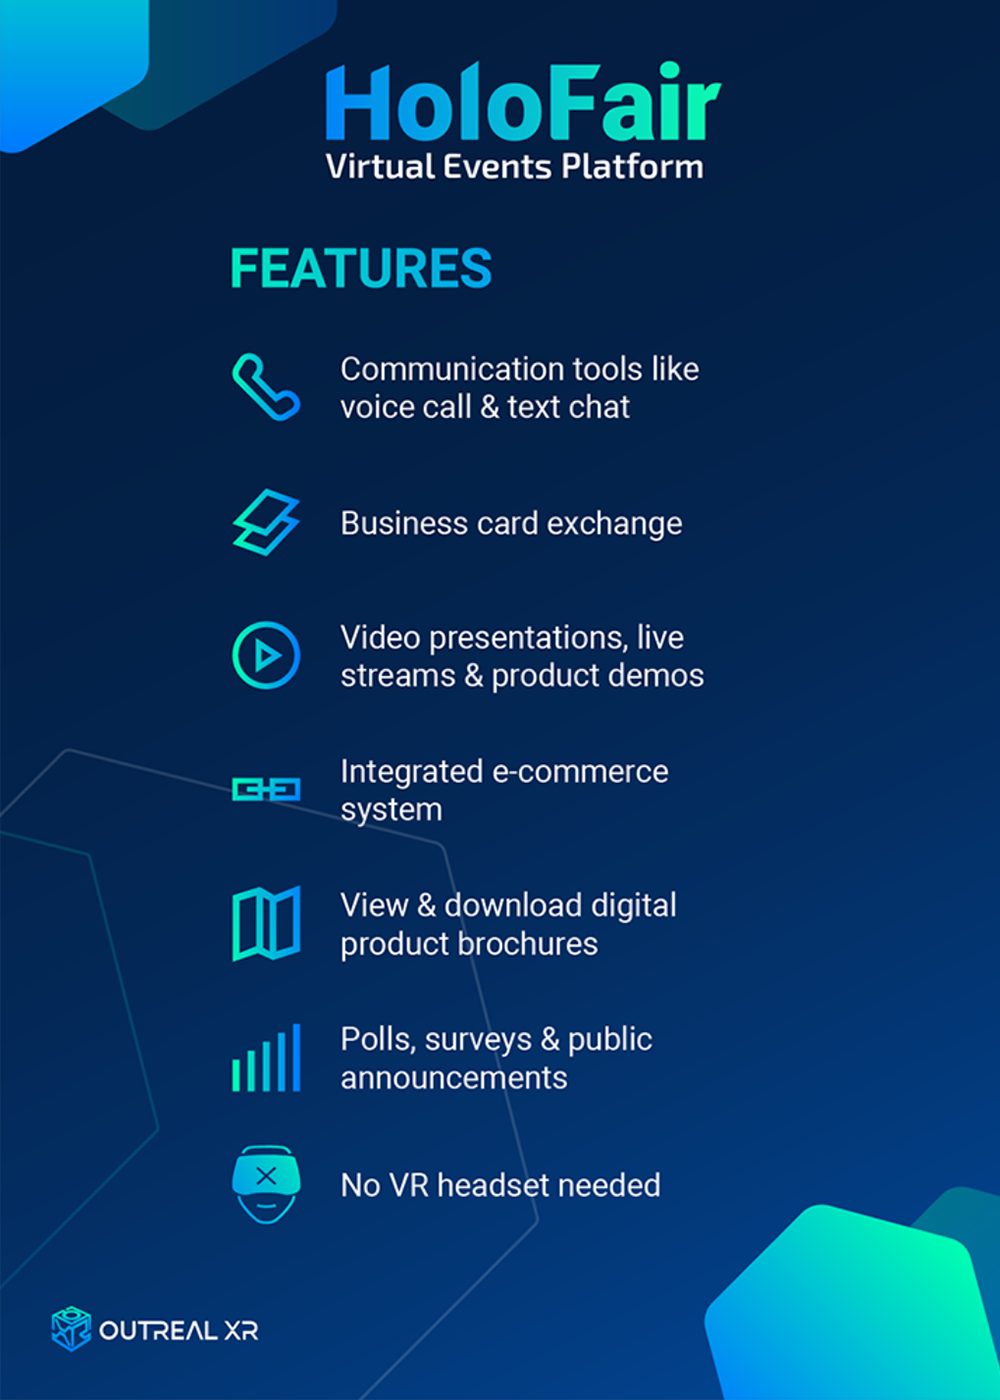 HoloFair
Virtual Events Platform
FEATURES
Communication tools like
voice call & text chat
Business card exchange
Video presentations, live
streams & product demos
Integrated e-commerce
system
View & download digital
product brochures
Polls, surveys & public
announcements
No VR headset needed
OUTREAL XR